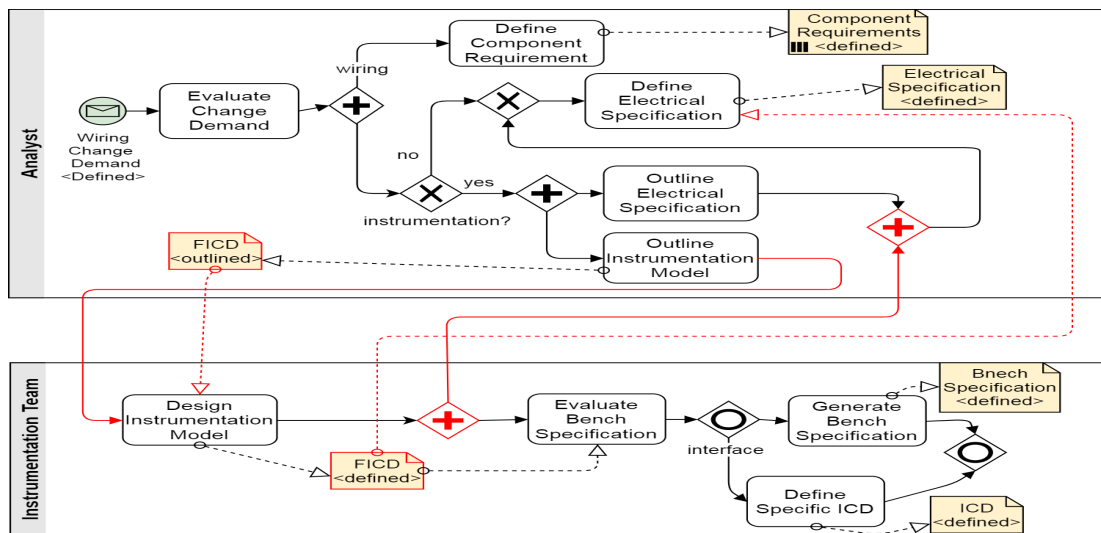 Analyst
Wiring
Change
Demand
<Defined>
Evaluate
Change
Demand
wiring
Define
Component
Requirement
Component
Requirements
<defined>
no
yes
instrumentation?
Define
Electrical
Specification
Electrical
Specification
<defined>
Outline
Electrical
Specification
Outline
Instrumentation
Model
FICD
<outlined>
Instrumentation Team
Design
Instrumentation
Model
FICD
<defined>
Evaluate
Bench
Specification
interface
Generate
Bench
Specification
Bnech
Specification
<defined>
Define
Specific ICD
ICD
<defined>